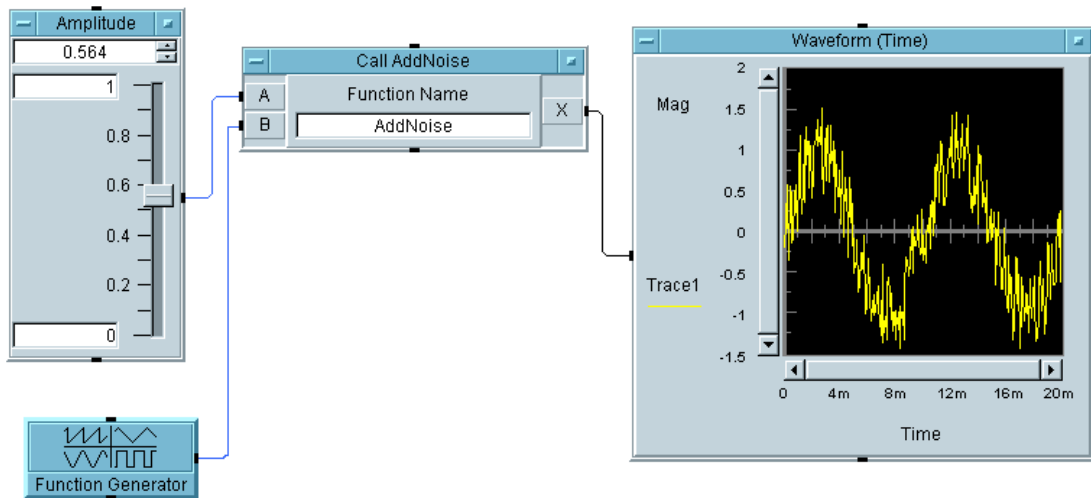 Amplitude
0.564
1
0.8
0.6
0.4
0.2
0
Function Generator
Call AddNoise
A
B
Function Name
AddNoise
X
Waveform (Time)
Mag
Trace1
2
1.5
1
0.5
0
-0.5
-1
-1.5
0 4m 8m 12m 16m 20m
Time